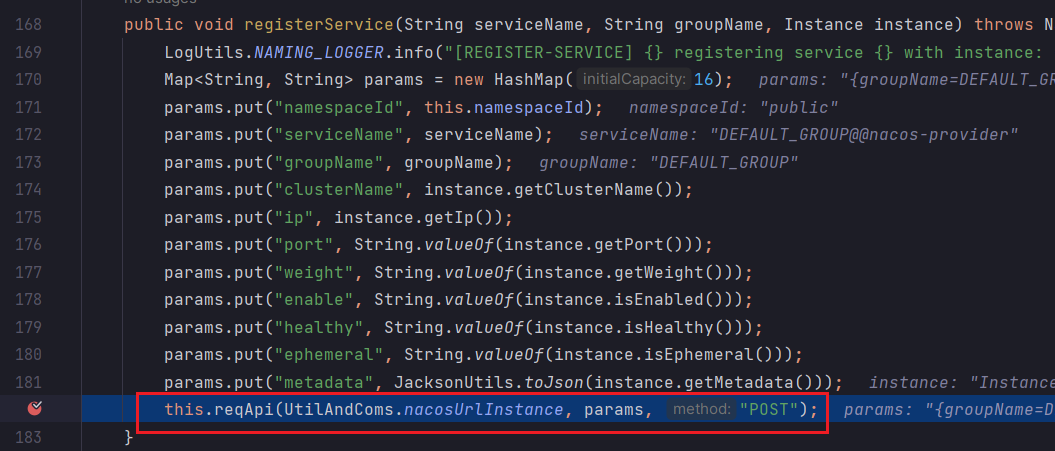 no usages
168 public void registerService(String serviceName, String groupName, Instance instance) throws N
169 LogUtils.NAMING_LOGGER.info("[REGISTER-SERVICE] {} registering service {} with instance:
170 Map<String, String> params = new HashMap( initialCapacity: 16); params: "{groupName=DEFAULT_GR
171 params.put("namespaceId", this.namespaceId); namespaceId: "public"
172 params.put("serviceName", serviceName); serviceName: "DEFAULT_GROUP@@nacos-provider"
173 params.put("groupName", groupName); groupName: "DEFAULT_GROUP"
174 params.put("clusterName", instance.getClusterName());
175 params.put("ip", instance.getIp());
176 params.put("port", String.valueOf(instance.getPort()));
177 params.put("weight", String.valueOf(instance.getWeight()));
178 params.put("enable", String.valueOf(instance.isEnabled()));
179 params.put("healthy", String.valueOf(instance.isHealthy()));
180 params.put("ephemeral", String.valueOf(instance.isEphemeral()));
181 params.put("metadata", JacksonUtils.toJson(instance.getMetadata())); instance: "Instance
this.reqApi(UtilAndComs.nacosUrlInstance, params, method: "POST"); params: "{groupName=D
183 }